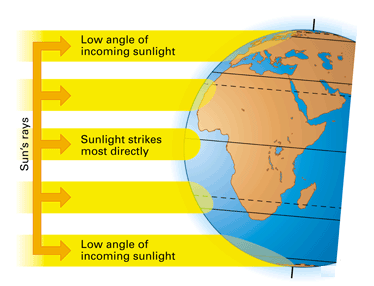 Low angle of
incoming sunlight
Sun's rays
Sunlight strikes
most directly
Low angle of
incoming sunlight